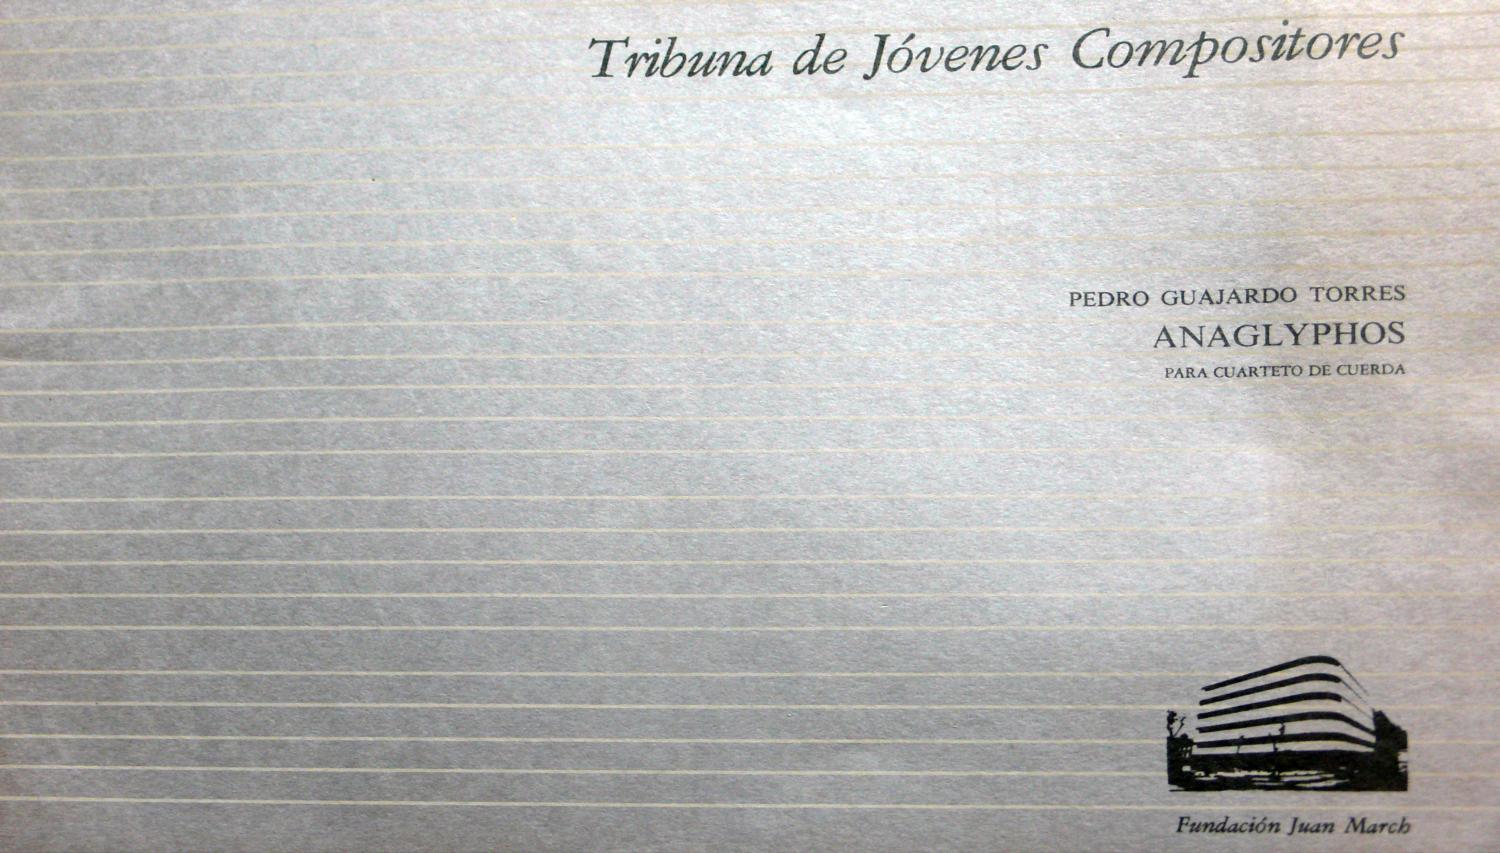 Tribuna de Jóvenes Compositores
PEDRO GUAJARDO TORRES
ANAGLYPHOS
PARA CUARTETO DE CUERDA
Fundación Juan March